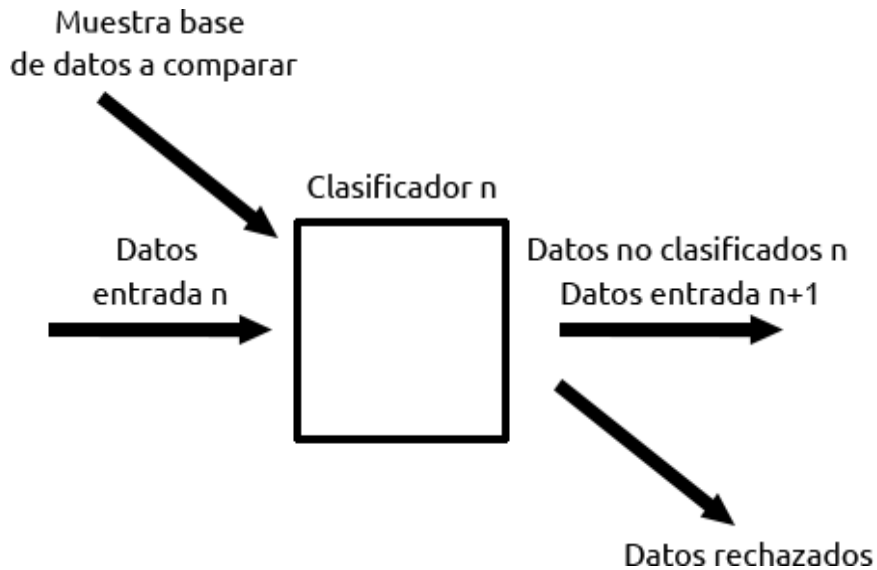 Muestra base
de datos a comparar
Clasificador n
Datos
entrada n
Datos no clasificados n
Datos entrada n+1
Datos rechazados